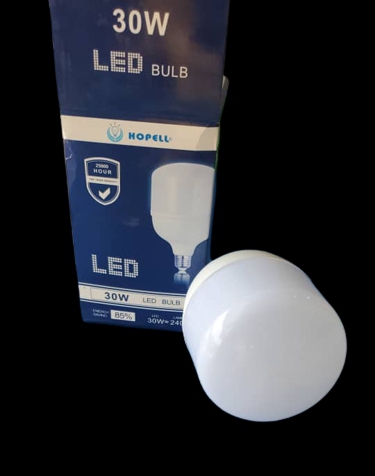 30W
LED BULB
HOPELL
25000
HOUR
LED
30W LED BULB
85%
30W≈240